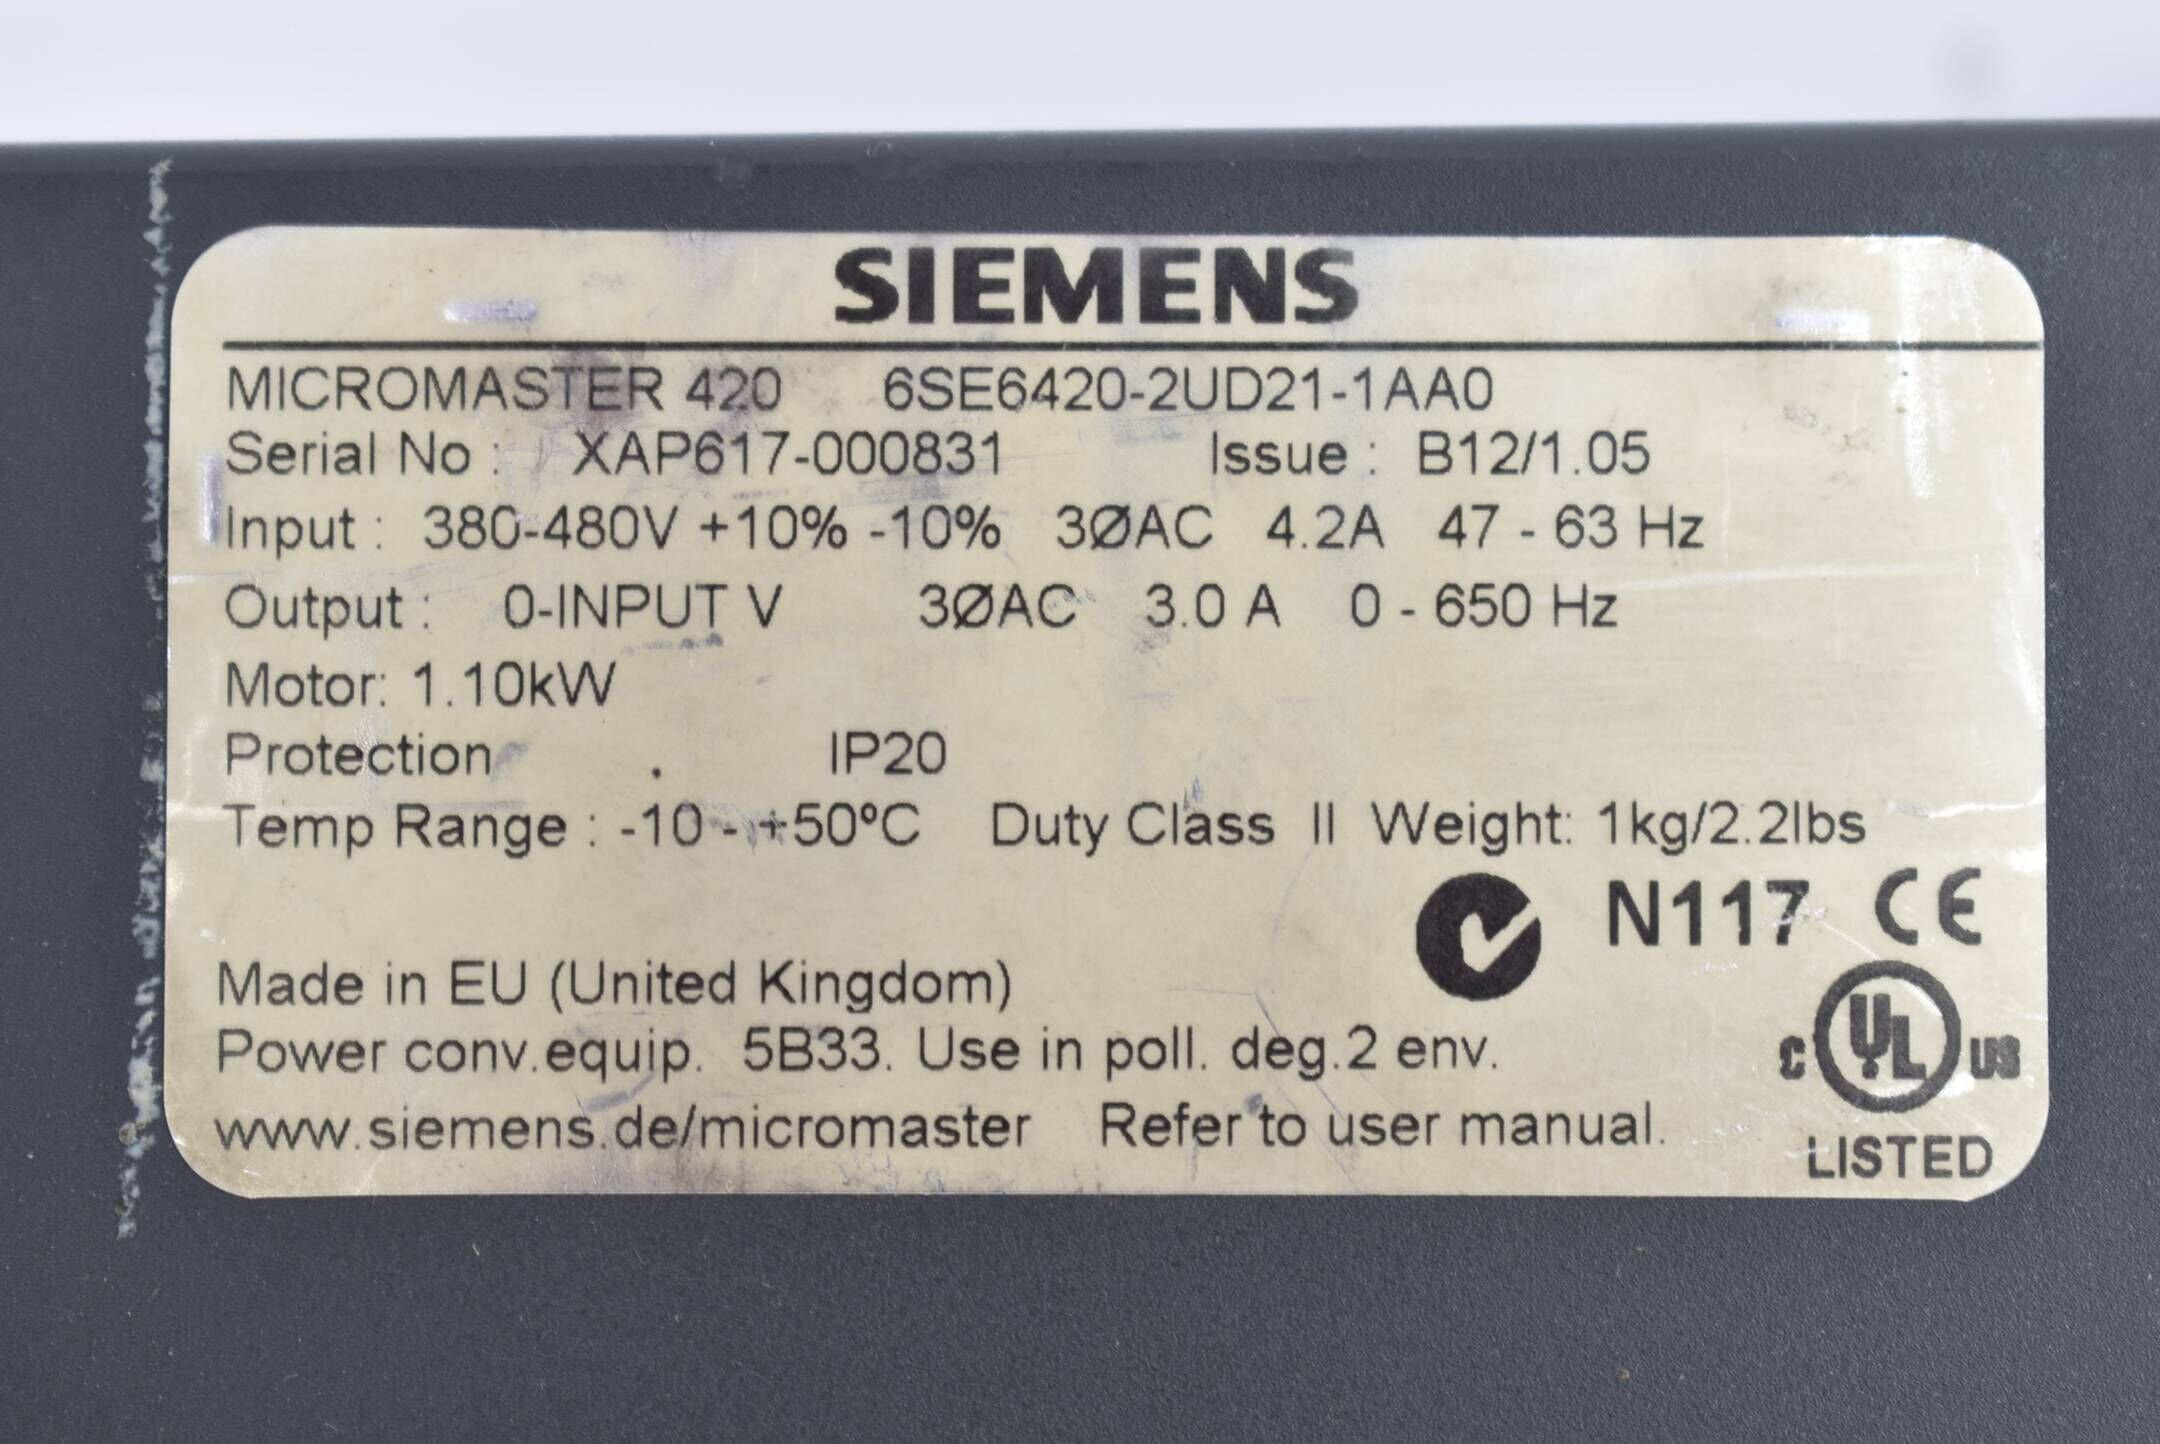 SIEMENS
MICROMASTER 420 6SE6420-2UD21-1AA0
Serial No : XAP617-000831 Issue : B12/1.05
Input : 380-480V +10% -10% 3ØAC 4.2A 47 - 63 Hz
Output : 0-INPUT V 3ØAC 3.0 A 0 - 650 Hz
Motor: 1.10kW
Protection . IP20
Temp Range : -10 - +50ºC Duty Class II Weight: 1kg/2.2lbs
N117 CE
Made in EU (United Kingdom)
Power conv.equip. 5B33. Use in poll. deg.2 env.
C UL US
www.siemens.de/micromaster Refer to user manual.
LISTED